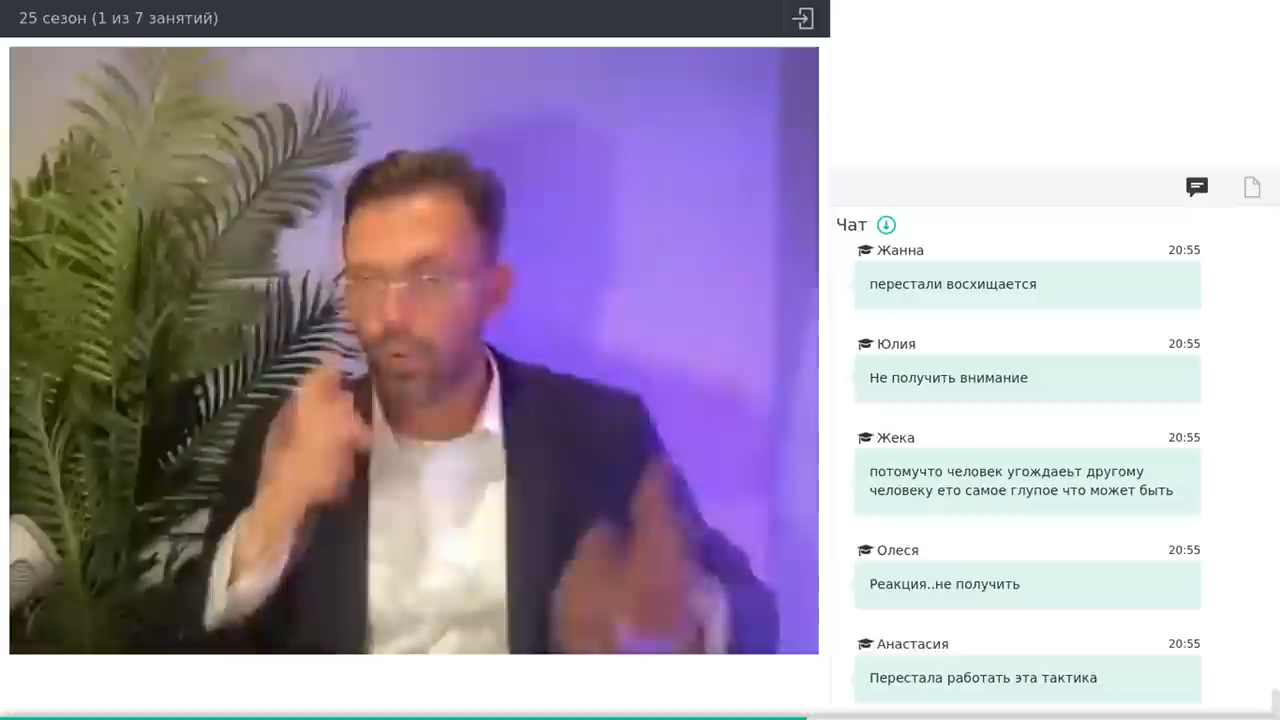 25 сезон (1 из 7 занятий)
Чат
Жанна 20:55
перестали восхищается
Юлия 20:55
Не получить внимание
Жека 20:55
потомучто человек угождаеьт другому
человеку ето самое глупое что может быть
Олеся 20:55
Реакция..не получить
Анастасия 20:55
Перестала работать эта тактика